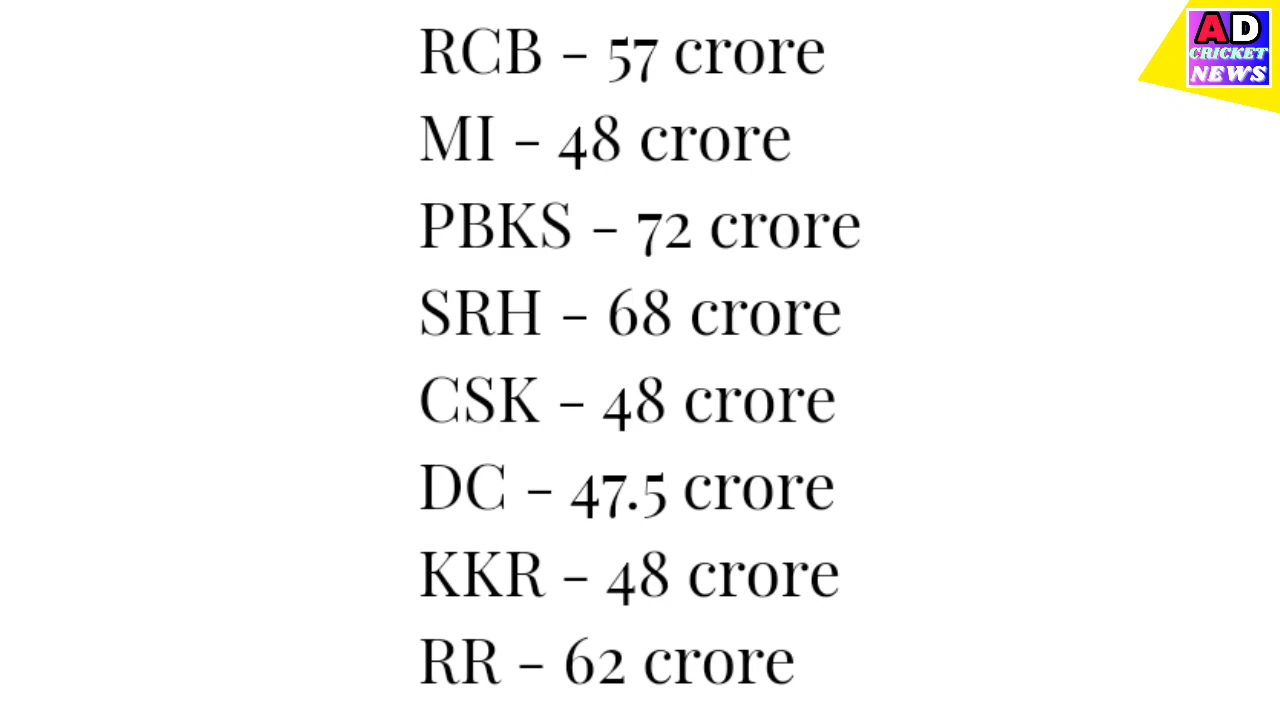 RCB - 57 crore
MI - 48 crore
PBKS - 72 crore
SRH - 68 crore
CSK - 48 crore
DC - 47.5 crore
KKR - 48 crore
RR - 62 crore
AD
CRICKET
NEWS